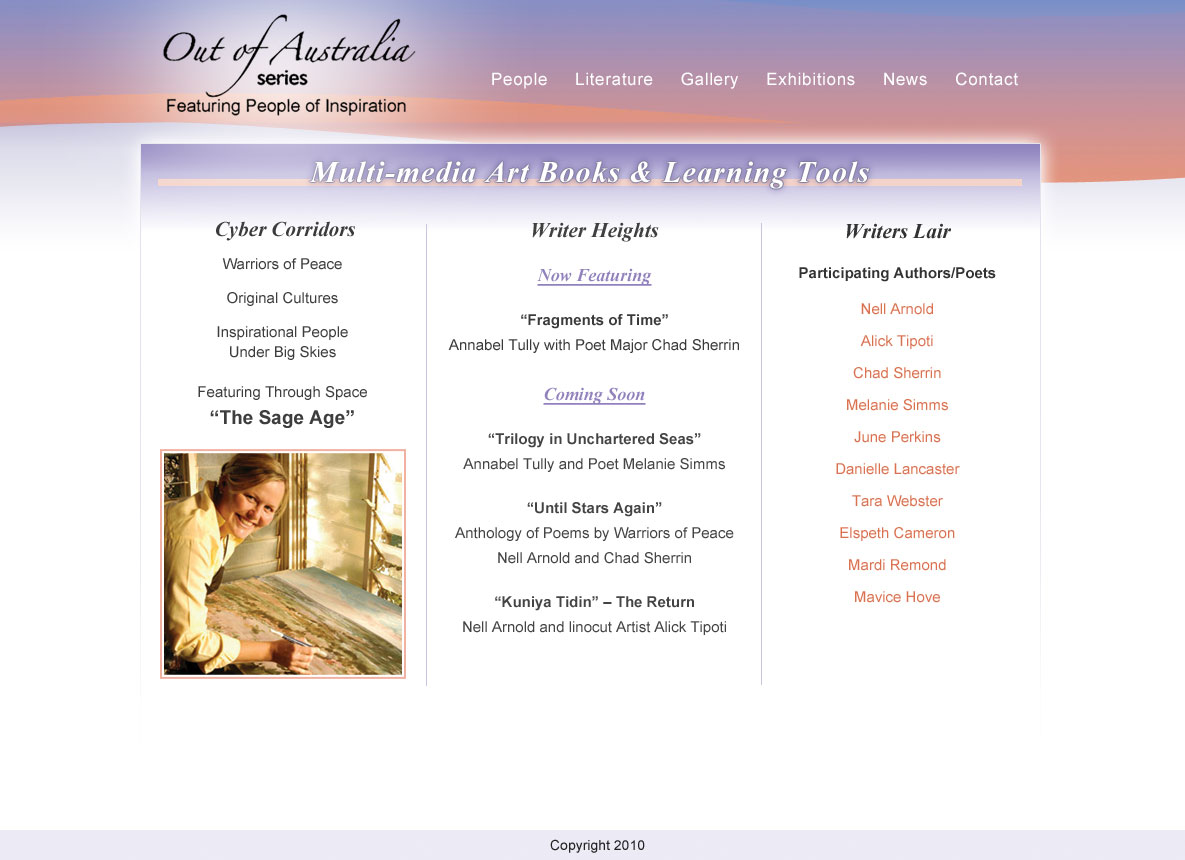 Out of Australia
series
Featuring People of Inspiration
People Literature Gallery Exhibitions News Contact
Multi-media Art Books & Learning Tools
Cyber Corridors
Warriors of Peace
Original Cultures
Inspirational People
Under Big Skies
Featuring Through Space
“The Sage Age”
Writer Heights
Now Featuring
“Fragments of Time”
Annabel Tully with Poet Major Chad Sherrin
Coming Soon
“Trilogy in Unchartered Seas”
Annabel Tully and Poet Melanie Simms
“Until Stars Again”
Anthology of Poems by Warriors of Peace
Nell Arnold and Chad Sherrin
“Kuniya Tidin” – The Return
Nell Arnold and linocut Artist Alick Tipoti
Writers Lair
Participating Authors/Poets
Nell Arnold
Alick Tipoti
Chad Sherrin
Melanie Simms
June Perkins
Danielle Lancaster
Tara Webster
Elspeth Cameron
Mardi Remond
Mavice Hove
Copyright 2010